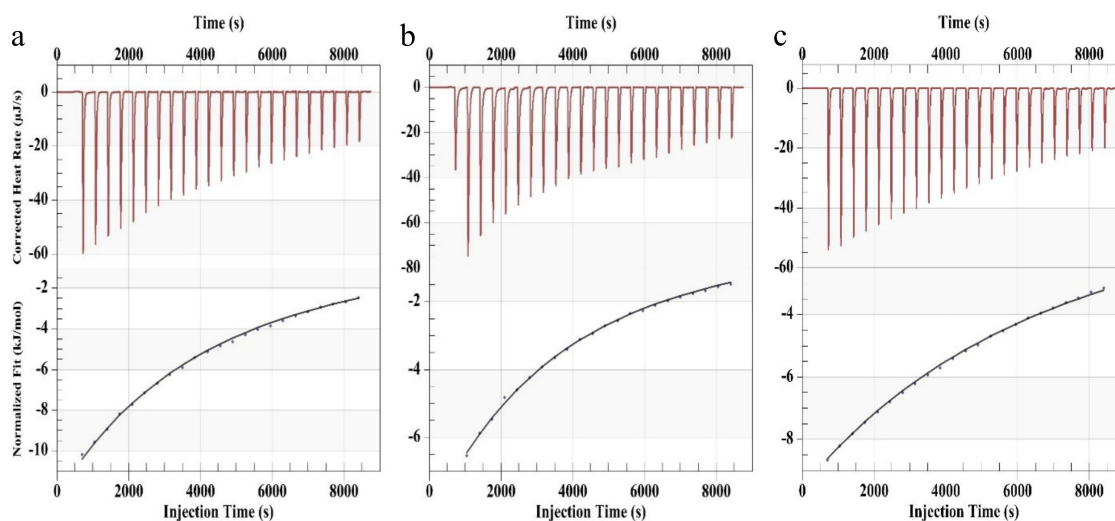 a
Time (s)
0 2000 4000 6000 8000
Corrected Heat Rate (µJ/s)
0
-20
-40
-60
Normalized Fit (kJ/mol)
-2
-4
-6
-8
-10
0 2000 4000 6000 8000
Injection Time (s)
b
Time (s)
0 2000 4000 6000 8000
0
-20
-40
-60
-80
-2
-4
-6
0 2000 4000 6000 8000
Injection Time (s)
c
Time (s)
0 2000 4000 6000 8000
0
-20
-40
60
-4
-6
-8
0 2000 4000 6000 8000
Injection Time (s)